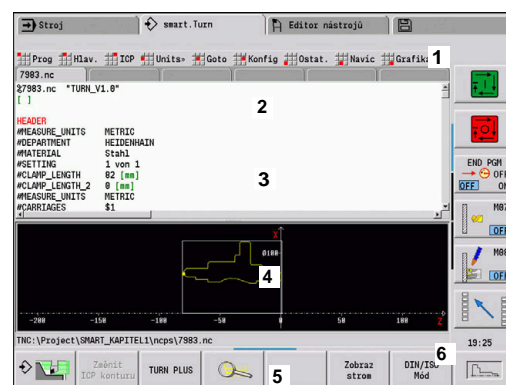 Stroj smart.Turn Editor nástrojů
Prog Hlav. ICP Units» Goto Konfig Ostat. Navíc Grafika 1
7983.nc
%7983.nc "TURN_V1.0"
[ ] 2
HEADER
#MEASURE_UNITS METRIC
#DEPARTMENT HEIDENHAIN
#MATERIAL Stahl
#SETTING 1 von 1
#CLAMP_LENGTH 82 [mm] 3
#CLAMP_LENGTH_2 0 [mm]
#MEASURE_UNITS METRIC
#CARRIAGES $1
END PGM
OFF
OFF ON
M07
OFF
M08
OFF
X
Ø100
4
-200 -150 -100 -50 0 50 100 Z
TNC:\Project\SMART_KAPITEL1\ncps\7983.nc
19:25
6
Změnit ICP konturu
TURN PLUS
5
Zobraz strom
DIN/ISO Mód